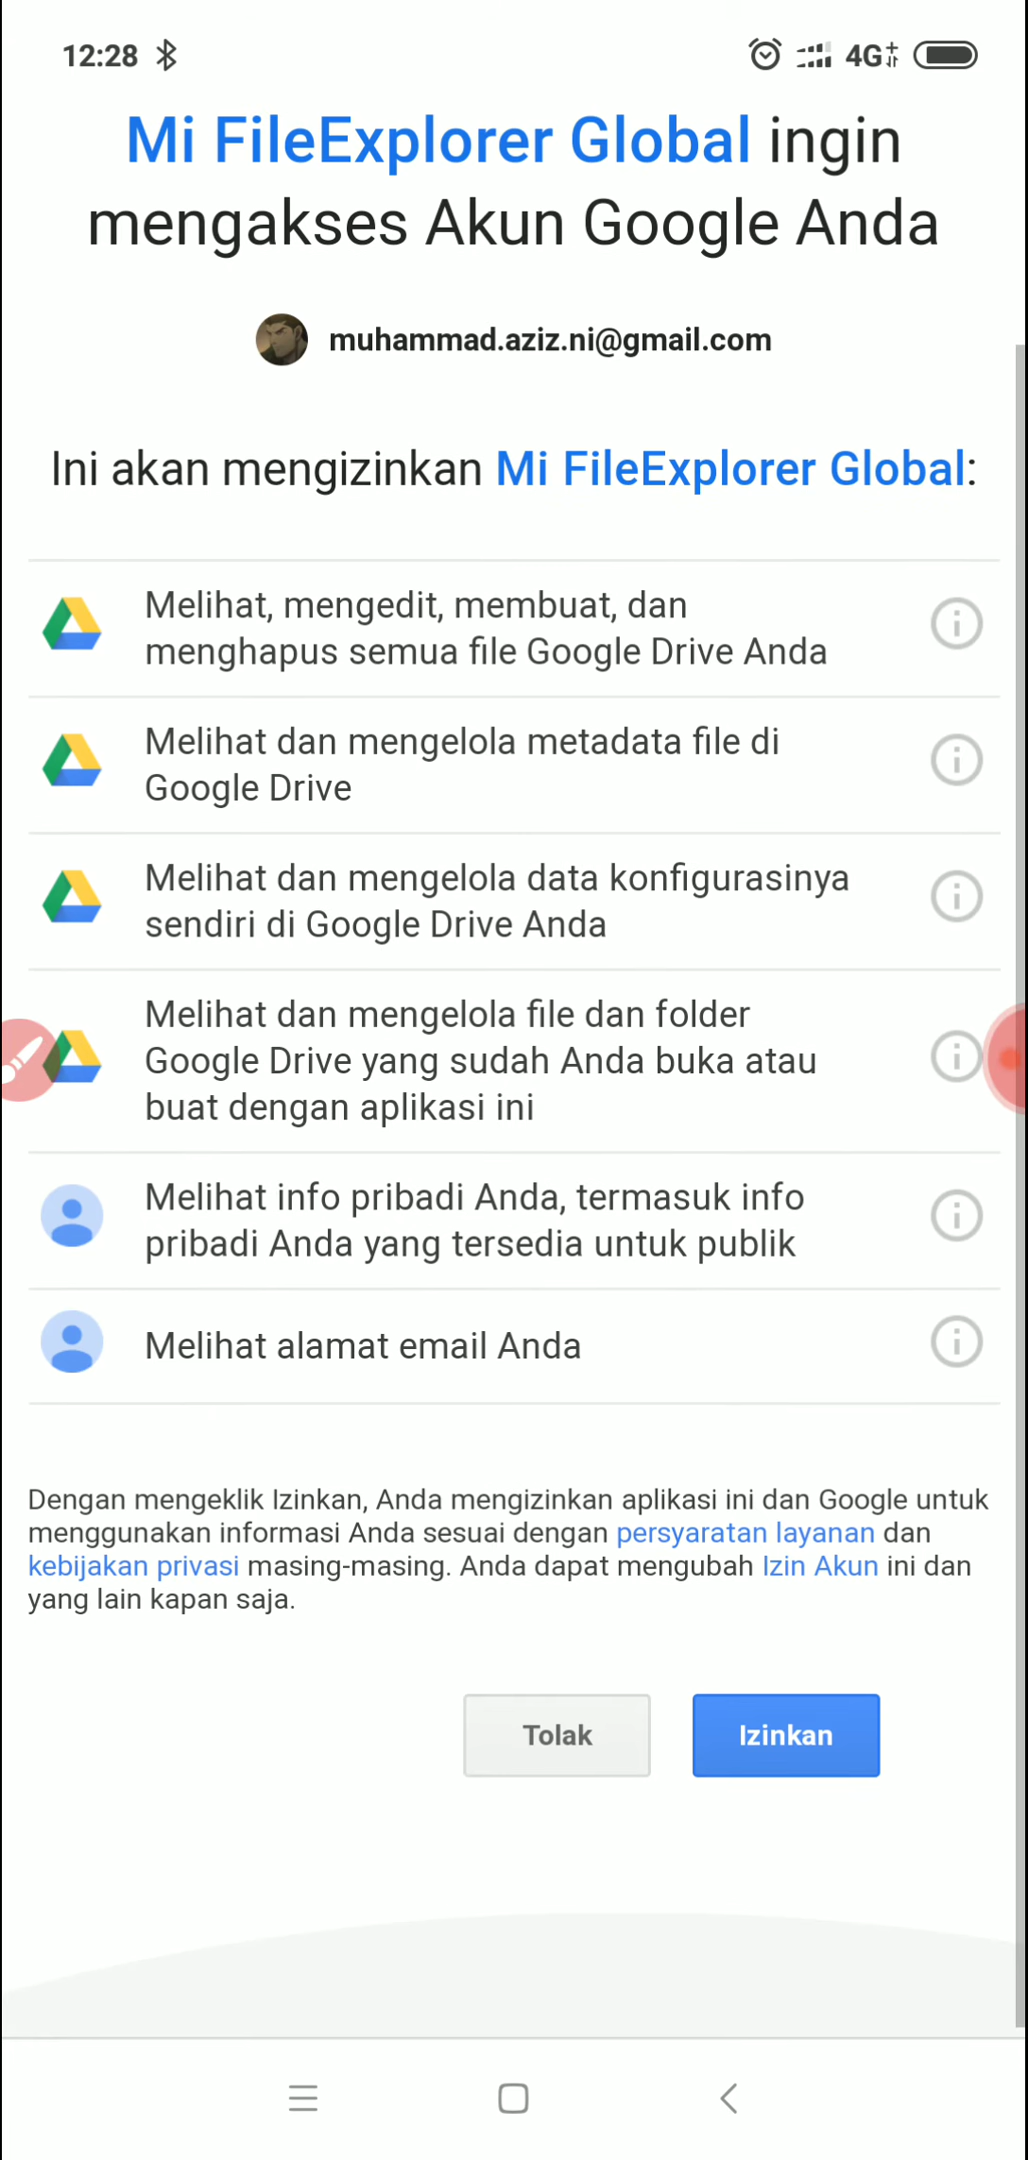 12:28
4G+
Mi FileExplorer Global ingin
mengakses Akun Google Anda
muhammad.aziz.ni@gmail.com
Ini akan mengizinkan Mi FileExplorer Global:
Melihat, mengedit, membuat, dan
menghapus semua file Google Drive Anda
Melihat dan mengelola metadata file di
Google Drive
Melihat dan mengelola data konfigurasinya
sendiri di Google Drive Anda
Melihat dan mengelola file dan folder
Google Drive yang sudah Anda buka atau
buat dengan aplikasi ini
Melihat info pribadi Anda, termasuk info
pribadi Anda yang tersedia untuk publik
Melihat alamat email Anda
Dengan mengeklik Izinkan, Anda mengizinkan aplikasi ini dan Google untuk
menggunakan informasi Anda sesuai dengan persyaratan layanan dan
kebijakan privasi masing-masing. Anda dapat mengubah Izin Akun ini dan
yang lain kapan saja.
Tolak
Izinkan